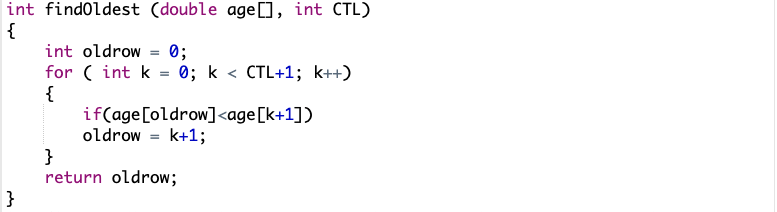 int findOldest (double age[], int CTL)
{
    int oldrow = 0;
    for ( int k = 0; k < CTL+1; k++)
    {
        if(age[oldrow]<age[k+1])
        oldrow = k+1;
    }
    return oldrow;
}